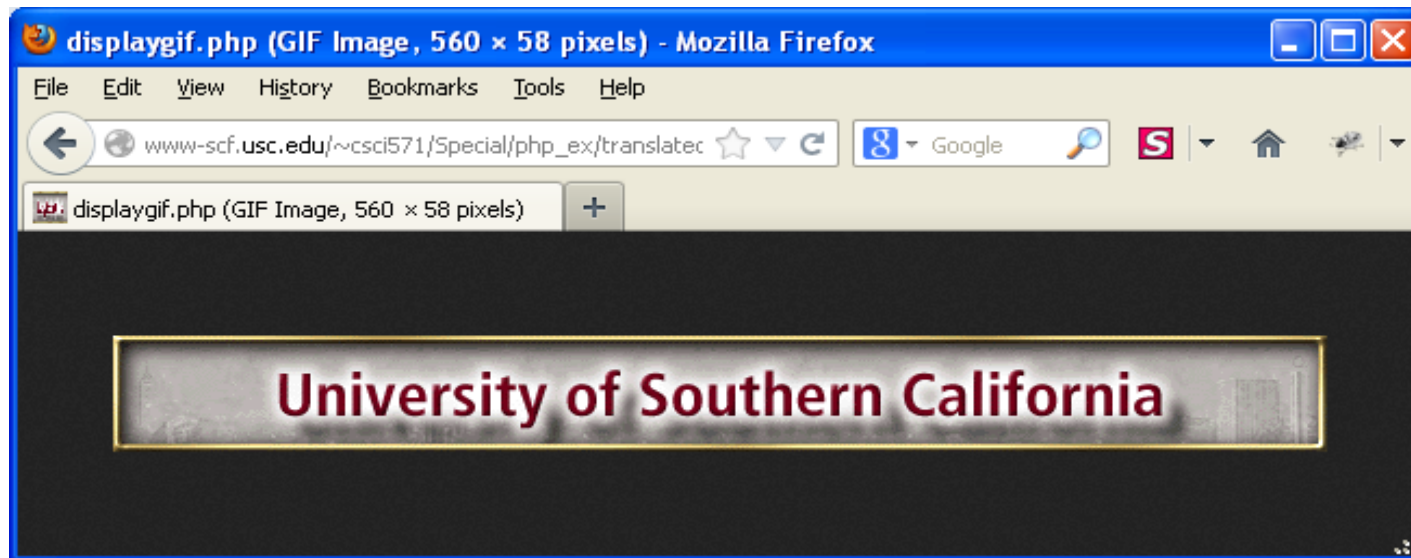 displaygif.php (GIF Image, 560 × 58 pixels) - Mozilla Firefox
File Edit View History Bookmarks Tools Help
www-scf.usc.edu/~csci571/Special/php_ex/translatec Google
displaygif.php (GIF Image, 560 × 58 pixels)
University of Southern California